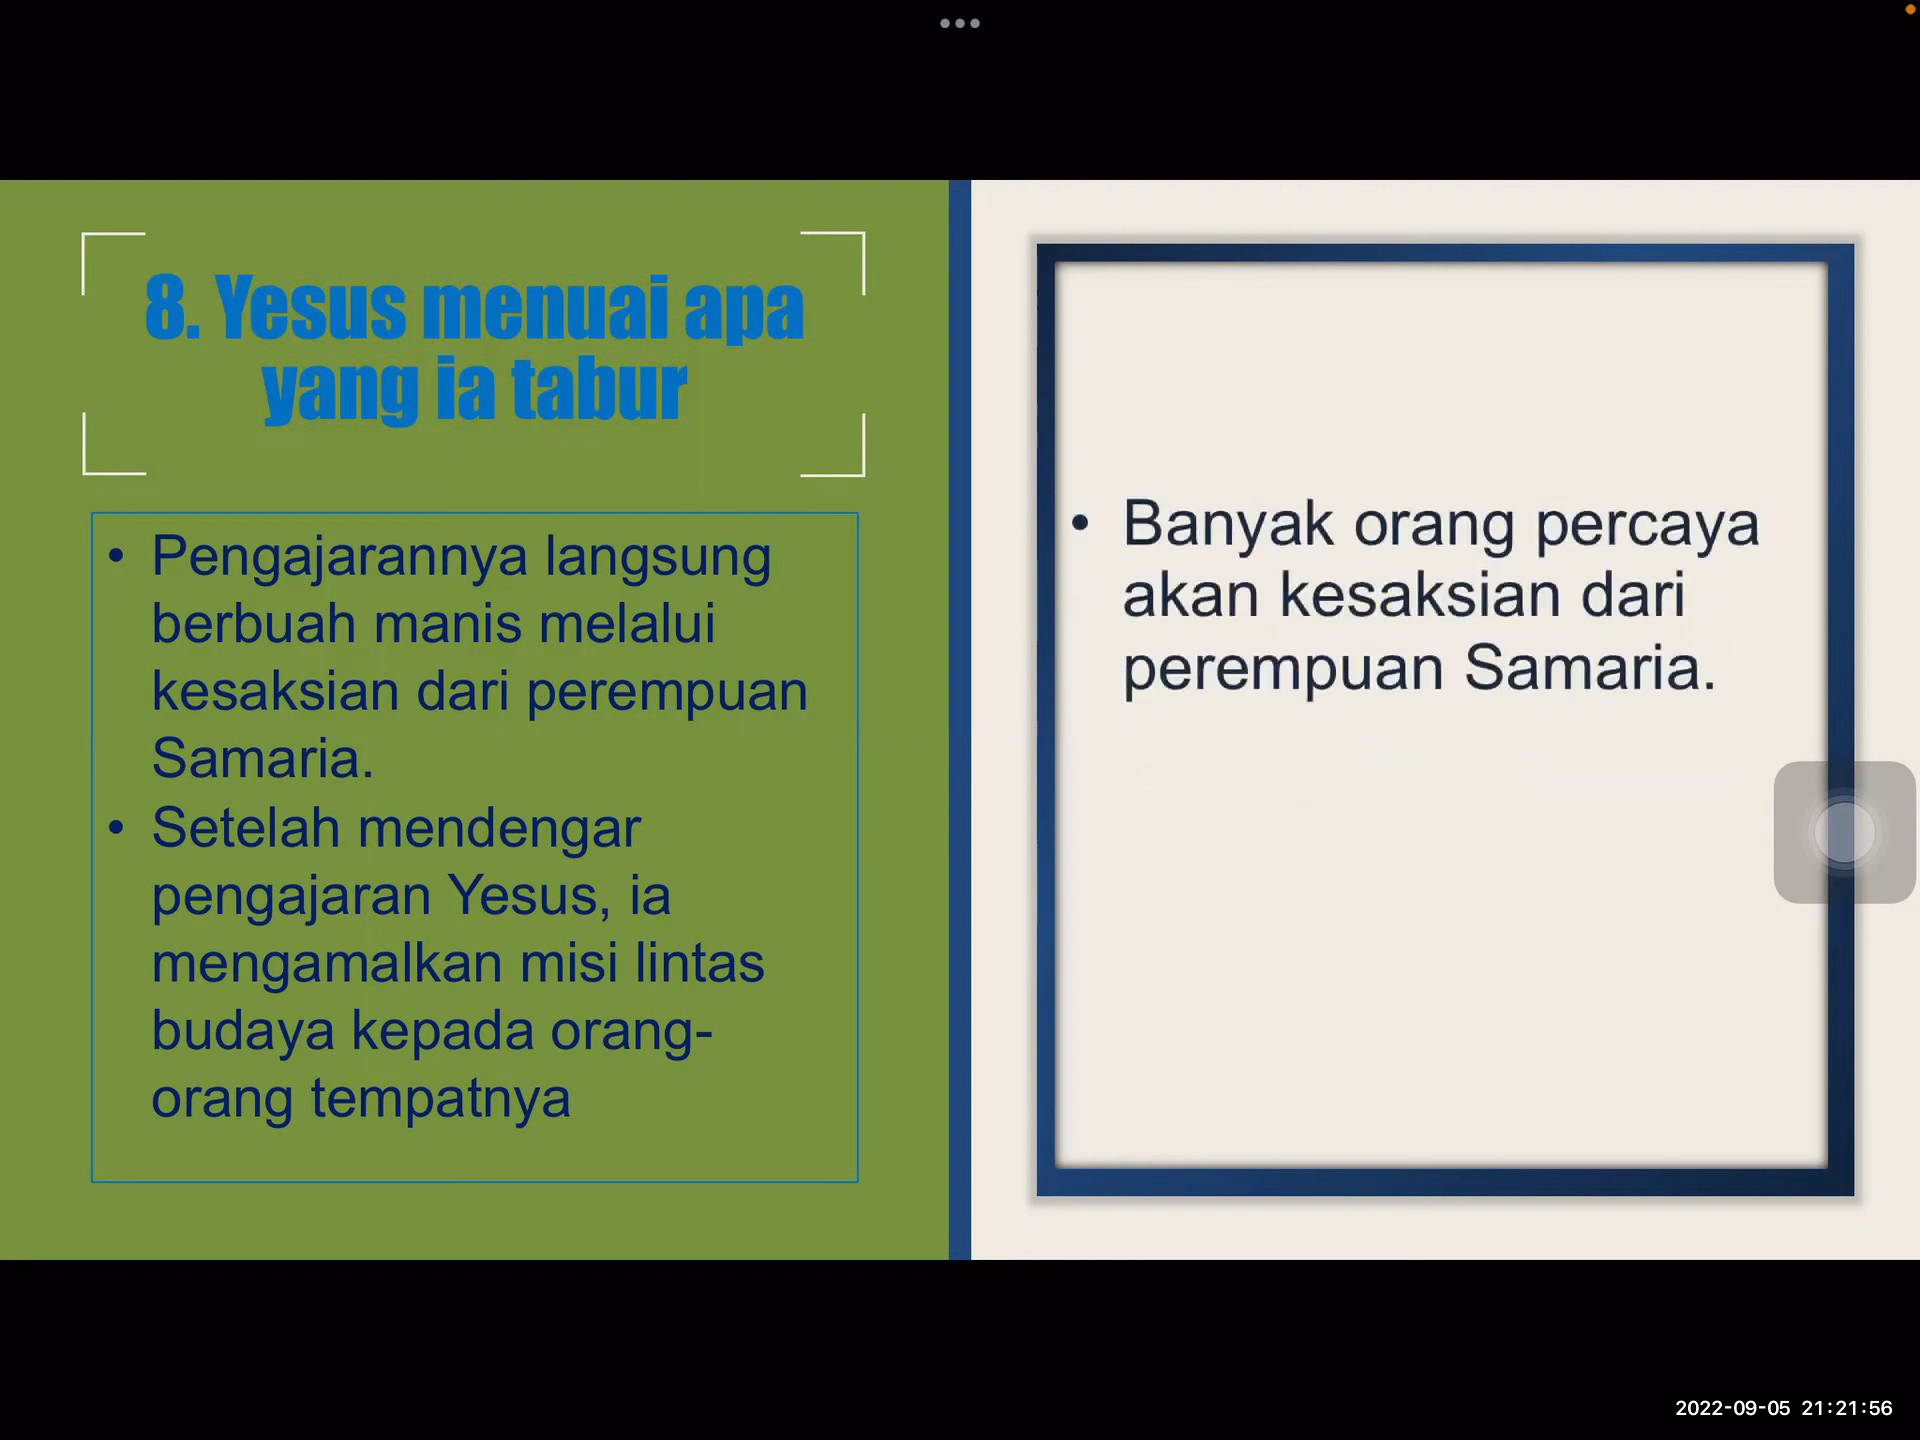 8. Yesus menuai apa
yang ia tabur
• Pengajarannya langsung
berbuah manis melalui
kesaksian dari perempuan
Samaria.
• Setelah mendengar
pengajaran Yesus, ia
mengamalkan misi lintas
budaya kepada orang-
orang tempatnya
• Banyak orang percaya
akan kesaksian dari
perempuan Samaria.
2022-09-05 21:21:56